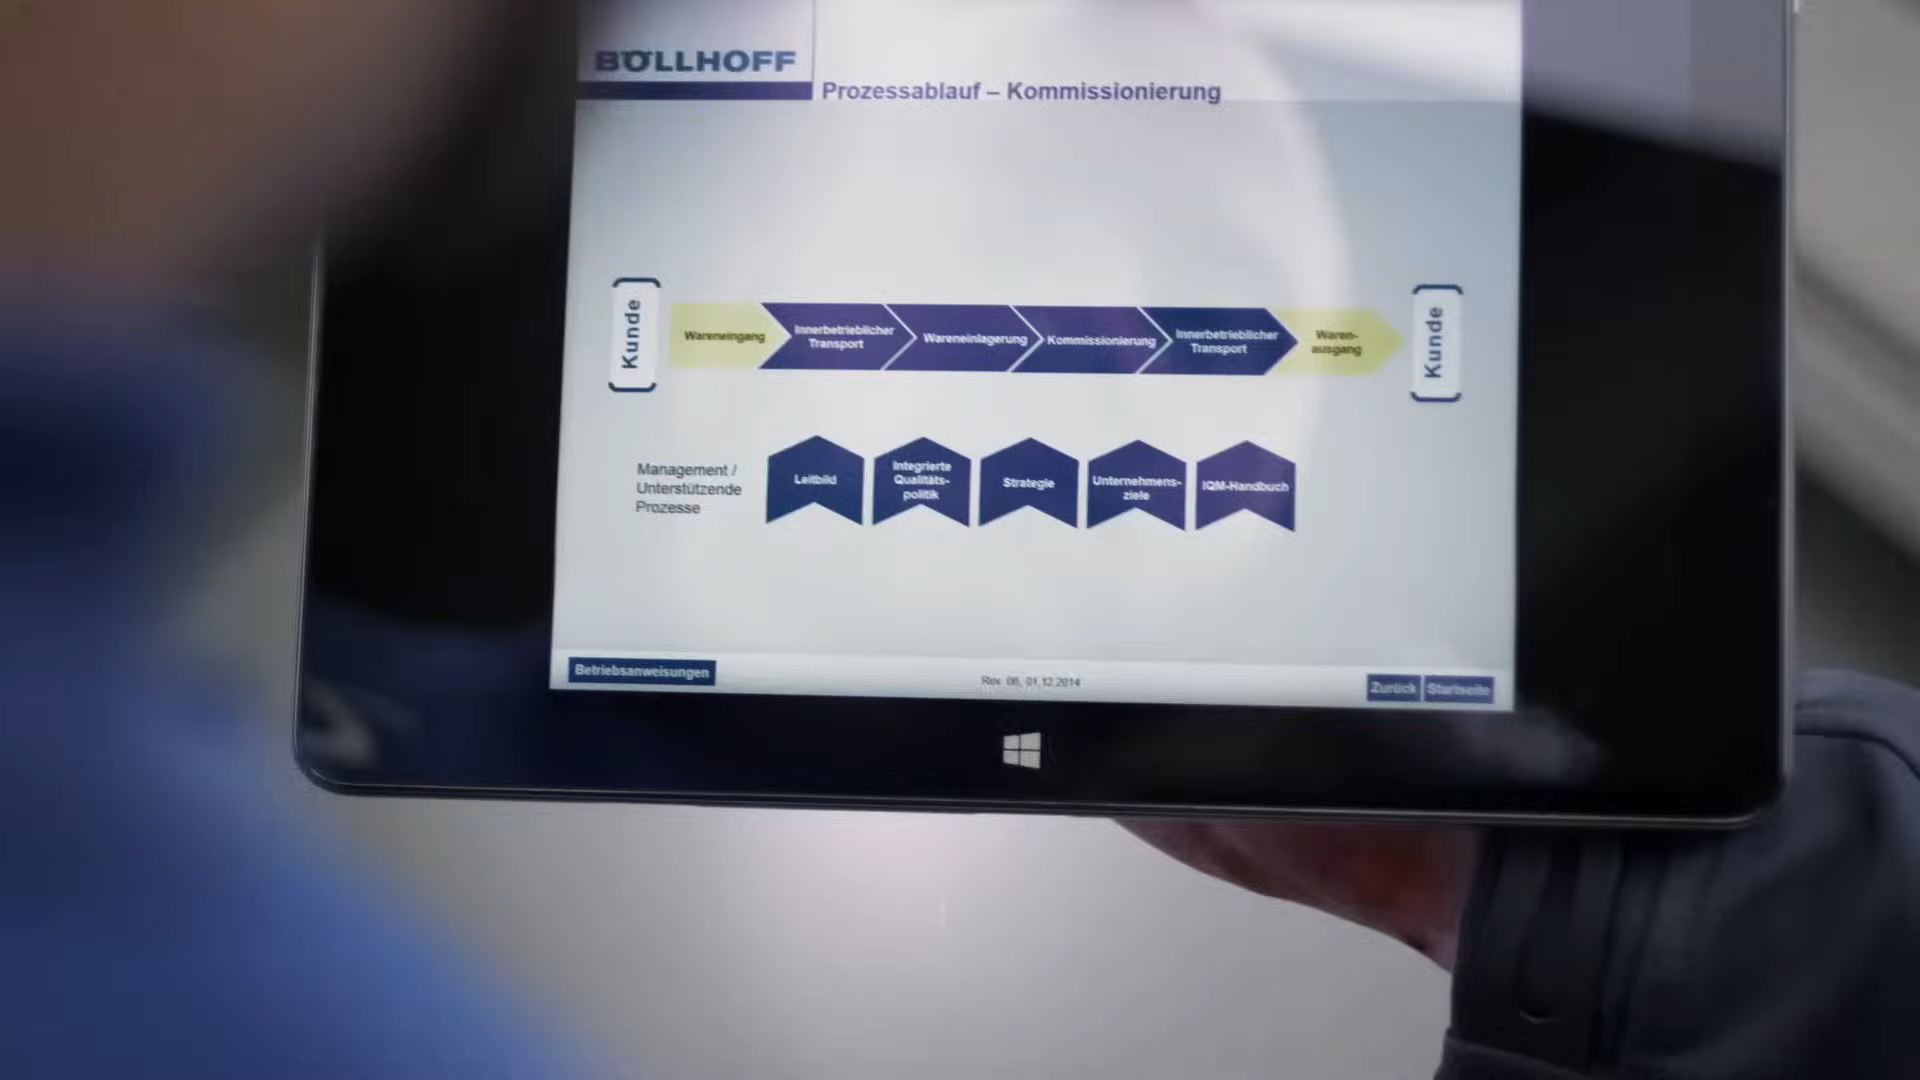 BÖLLHOFF
Prozessablauf – Kommissionierung
Kunde
Wareneingang
Innerbetrieblicher
Transport
Wareneinlagerung
Kommissionierung
Innerbetrieblicher
Transport
Waren-
ausgang
Kunde
Management /
Unterstützende
Prozesse
Leitbild
Integrierte
Qualitäts-
politik
Strategie
Unternehmens-
ziele
IQM-Handbuch
Betriebsanweisungen
Rev. 06, 01.12.2014
Zurück
Startseite